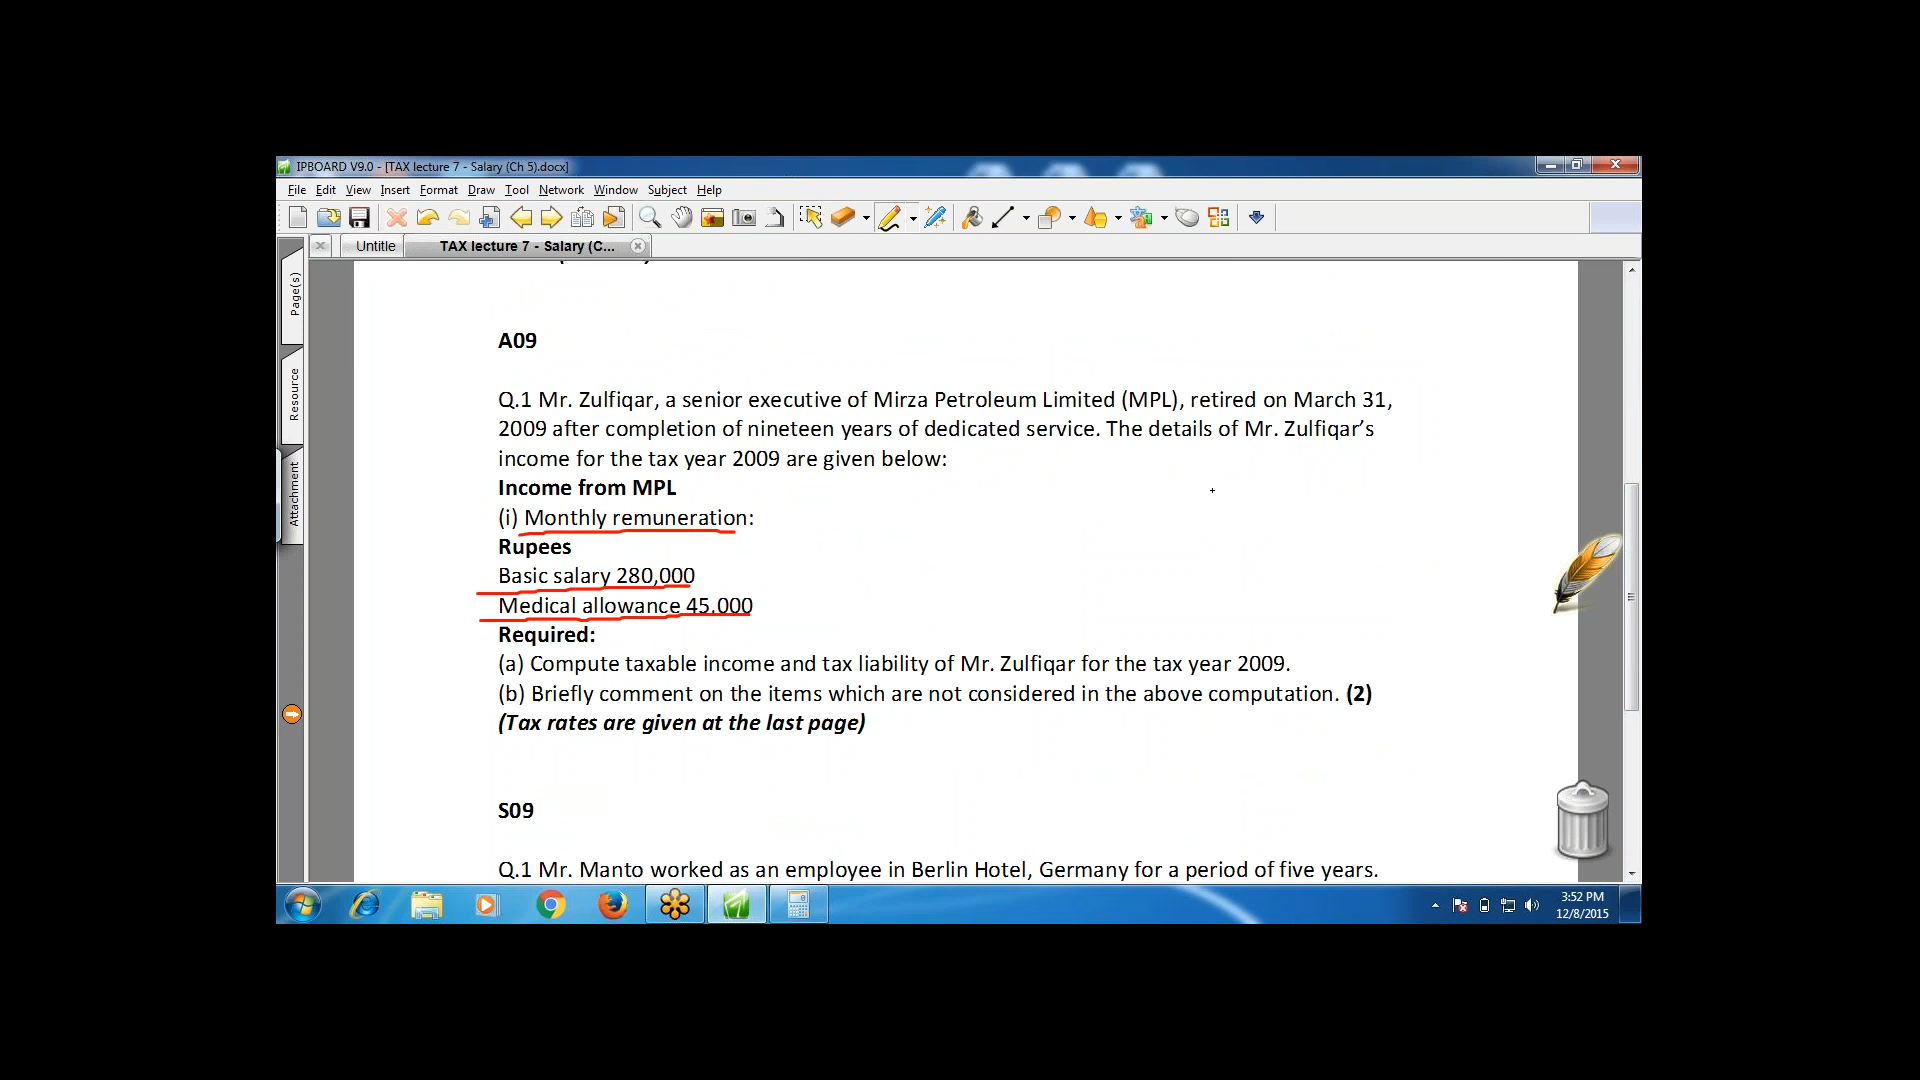 IPBOARD V9.0 - [TAX lecture 7 - Salary (Ch 5).docx]
File Edit View Insert Format Draw Tool Network Window Subject Help
Untitle TAX lecture 7 - Salary (C...
Page(s)
Resource
Attachment
A09
Q.1 Mr. Zulfiqar, a senior executive of Mirza Petroleum Limited (MPL), retired on March 31,
2009 after completion of nineteen years of dedicated service. The details of Mr. Zulfiqar’s
income for the tax year 2009 are given below:
Income from MPL
(i) Monthly remuneration:
Rupees
Basic salary 280,000
Medical allowance 45,000
Required:
(a) Compute taxable income and tax liability of Mr. Zulfiqar for the tax year 2009.
(b) Briefly comment on the items which are not considered in the above computation. (2)
(Tax rates are given at the last page)
S09
Q.1 Mr. Manto worked as an employee in Berlin Hotel, Germany for a period of five years.
3:52 PM
12/8/2015